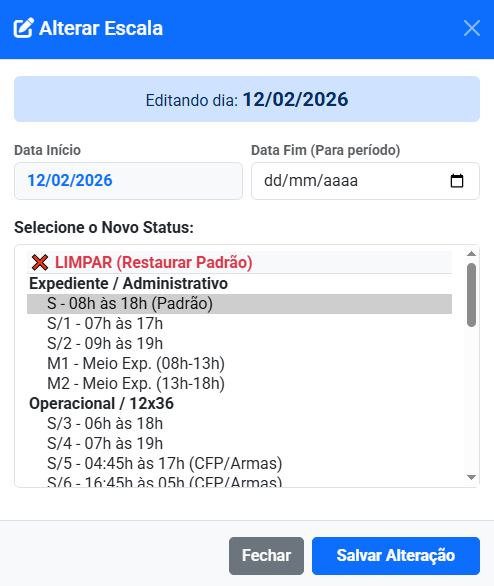 Alterar Escala
Editando dia: 12/02/2026
Data Início
Data Fim (Para período)
12/02/2026
dd/mm/aaaa
Selecione o Novo Status:
❌ LIMPAR (Restaurar Padrão)
Expediente / Administrativo
S - 08h às 18h (Padrão)
S/1 - 07h às 17h
S/2 - 09h às 19h
M1 - Meio Exp. (08h-13h)
M2 - Meio Exp. (13h-18h)
Operacional / 12x36
S/3 - 06h às 18h
S/4 - 07h às 19h
S/5 - 04:45h às 17h (CFP/Armas)
S/6 - 16:45h às 05h (CFP/Armas)
Fechar
Salvar Alteração